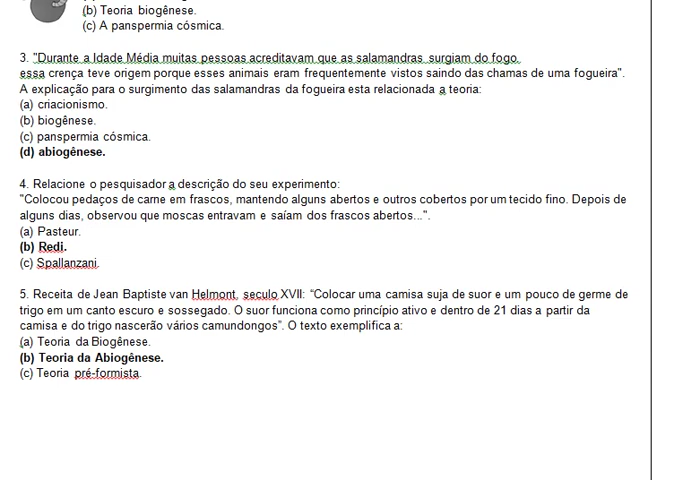 (b) Teoria biogênese.
(c) A panspermia cósmica.
3. "Durante a Idade Média muitas pessoas acreditavam que as salamandras surgiam do fogo,
essa crença teve origem porque esses animais eram frequentemente vistos saindo das chamas de uma fogueira".
A explicação para o surgimento das salamandras da fogueira esta relacionada a teoria:
(a) criacionismo.
(b) biogênese.
(c) panspermia cósmica.
(d) abiogênese.
4. Relacione o pesquisador a descrição do seu experimento:
"Colocou pedaços de carne em frascos, mantendo alguns abertos e outros cobertos por um tecido fino. Depois de
alguns dias, observou que moscas entravam e saíam dos frascos abertos...".
(a) Pasteur.
(b) Redi.
(c) Spallanzani.
5. Receita de Jean Baptiste van Helmont, seculo XVII: “Colocar uma camisa suja de suor e um pouco de germe de
trigo em um canto escuro e sossegado. O suor funciona como princípio ativo e dentro de 21 dias a partir da
camisa e do trigo nascerão vários camundongos”. O texto exemplifica a:
(a) Teoria da Biogênese.
(b) Teoria da Abiogênese.
(c) Teoria pré-formista.